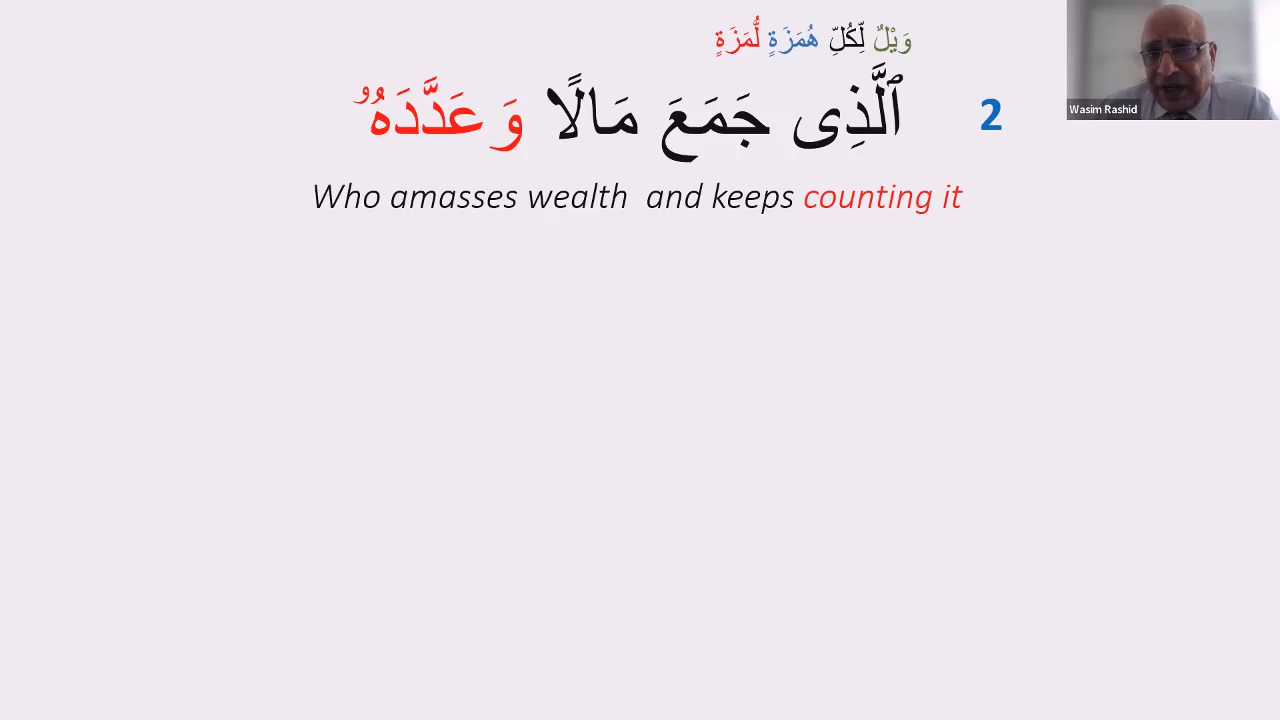 وَيْلٌ لِّكُلِّ هُمَزَةٍ لُّمَزَةٍ
ٱلَّذِى جَمَعَ مَالًا وَ عَدَّدَهُۥ 2
Who amasses wealth and keeps counting it
Wasim Rashid